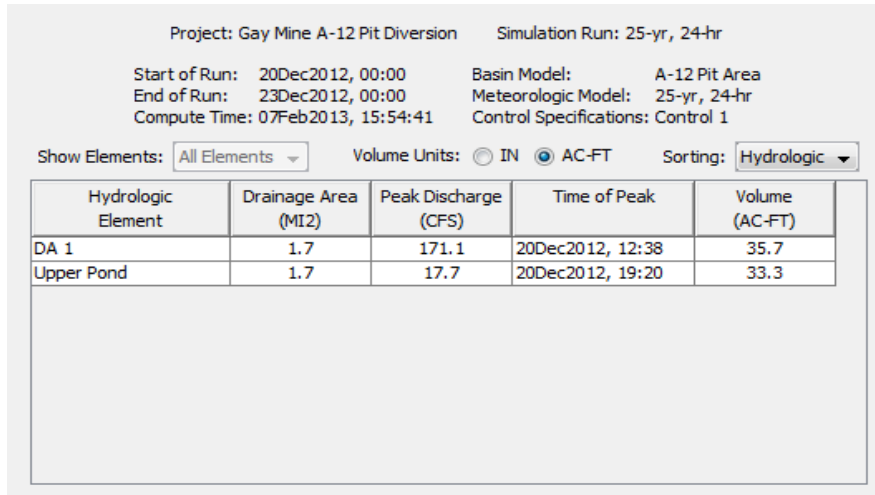 Project: Gay Mine A-12 Pit Diversion Simulation Run: 25-yr, 24-hr
Start of Run: 20Dec2012, 00:00 Basin Model: A-12 Pit Area
End of Run: 23Dec2012, 00:00 Meteorologic Model: 25-yr, 24-hr
Compute Time: 07Feb2013, 15:54:41 Control Specifications: Control 1
Show Elements: All Elements Volume Units: IN AC-FT Sorting: Hydrologic
Hydrologic Drainage Area Peak Discharge Time of Peak Volume
Element (MI2) (CFS) (AC-FT)
DA 1 1.7 171.1 20Dec2012, 12:38 35.7
Upper Pond 1.7 17.7 20Dec2012, 19:20 33.3